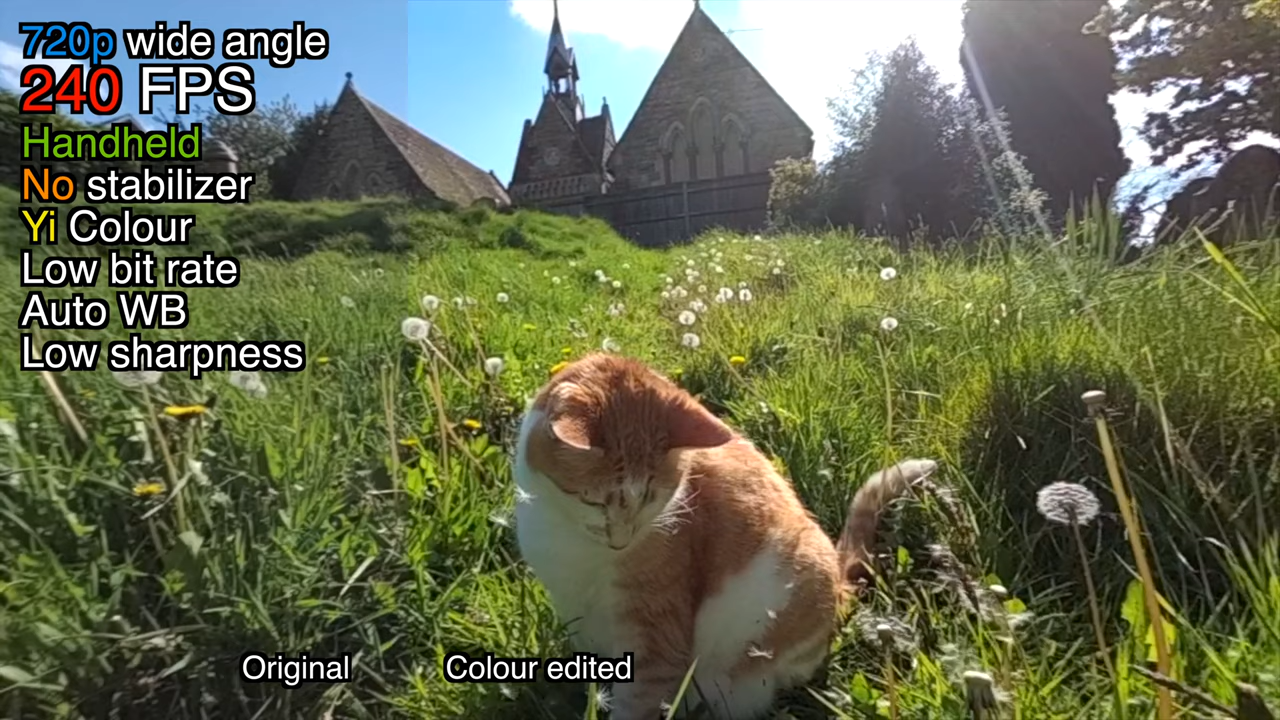 720p wide angle
240 FPS
Handheld
No stabilizer
Yi Colour
Low bit rate
Auto WB
Low sharpness
Original
Colour edited